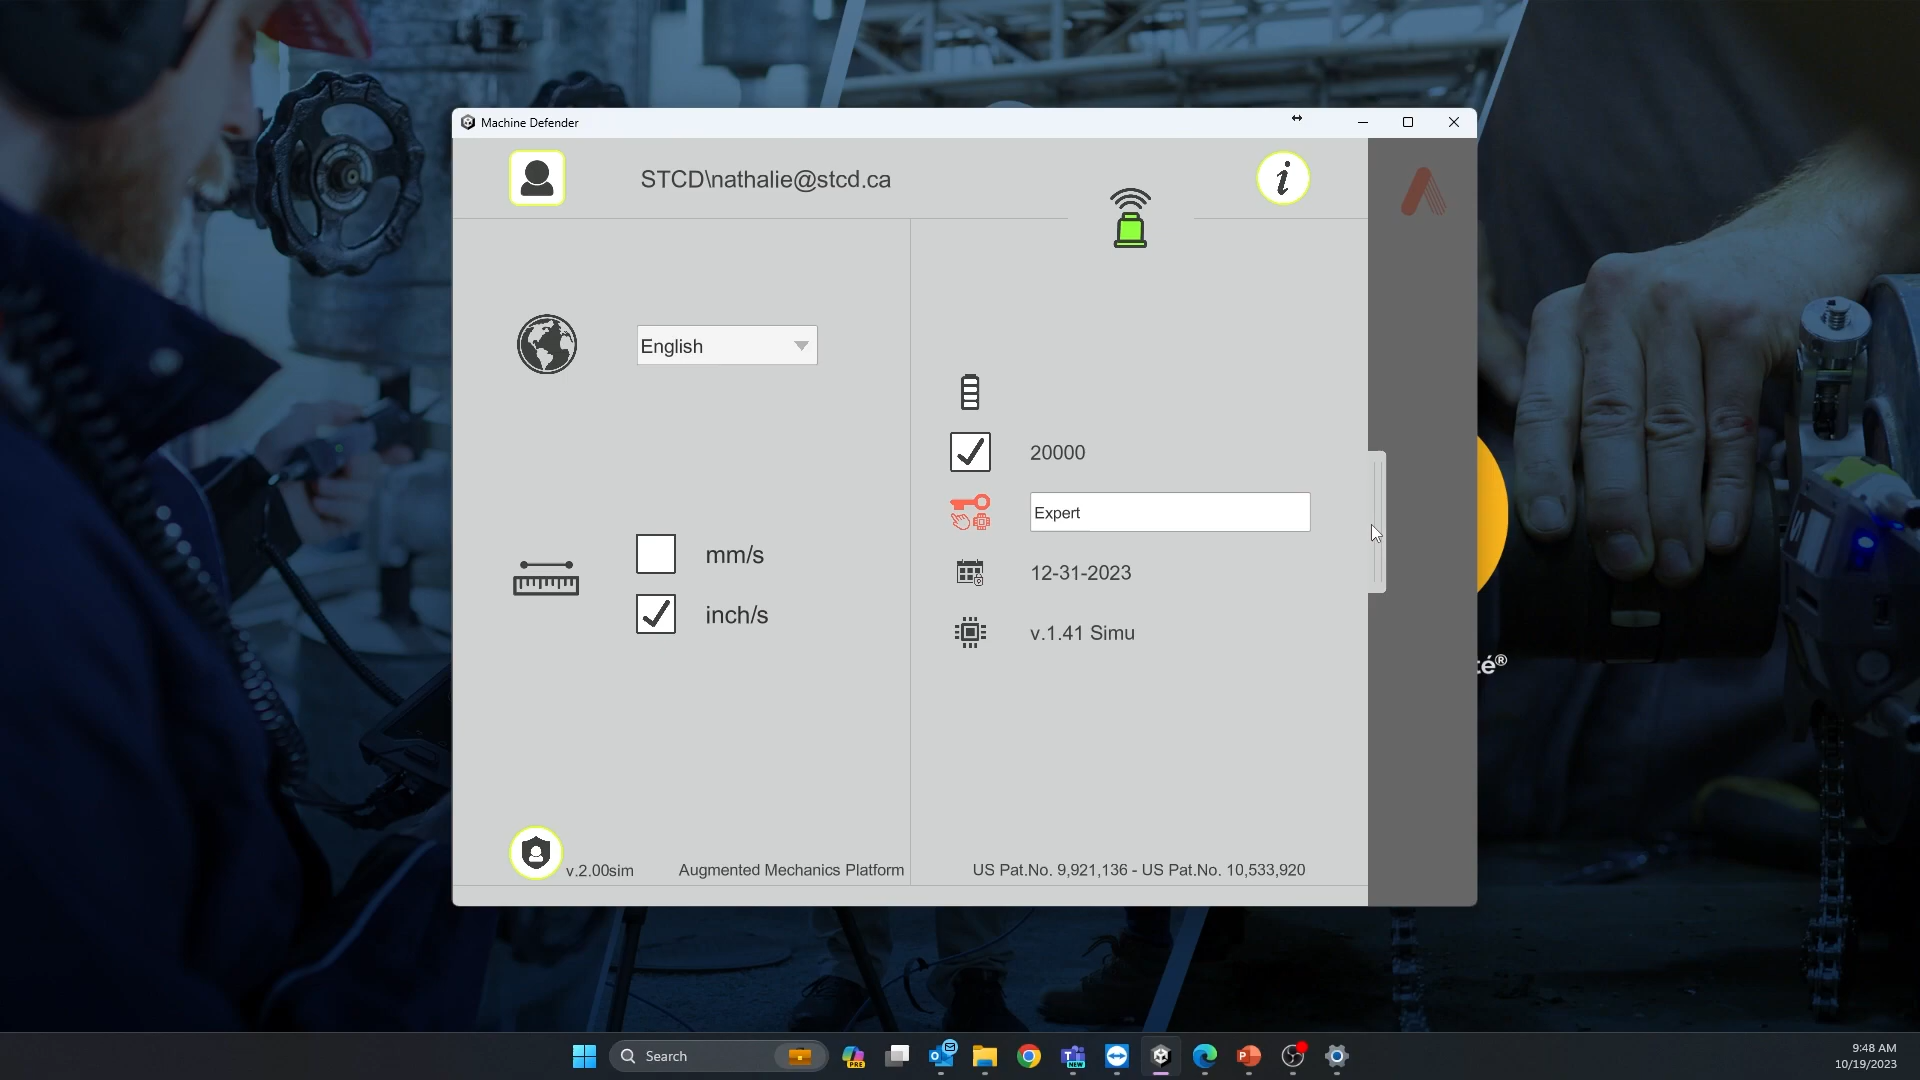 Machine Defender
STCD\nathalie@stcd.ca
i
English
20000
Expert
mm/s
12-31-2023
inch/s
v.1.41 Simu
té®
v.2.00sim
Augmented Mechanics Platform
US Pat.No. 9,921,136 - US Pat.No. 10,533,920
Search
PRE
NEW
9:48 AM
10/19/2023